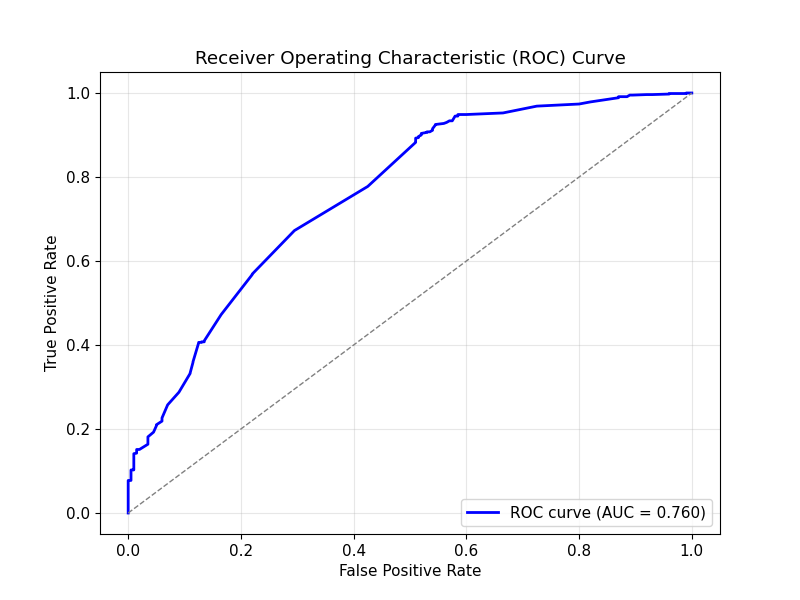 Receiver Operating Characteristic (ROC) Curve
True Positive Rate
1.0
0.8
0.6
0.4
0.2
0.0
ROC curve (AUC = 0.760)
0.0 0.2 0.4 0.6 0.8 1.0
False Positive Rate